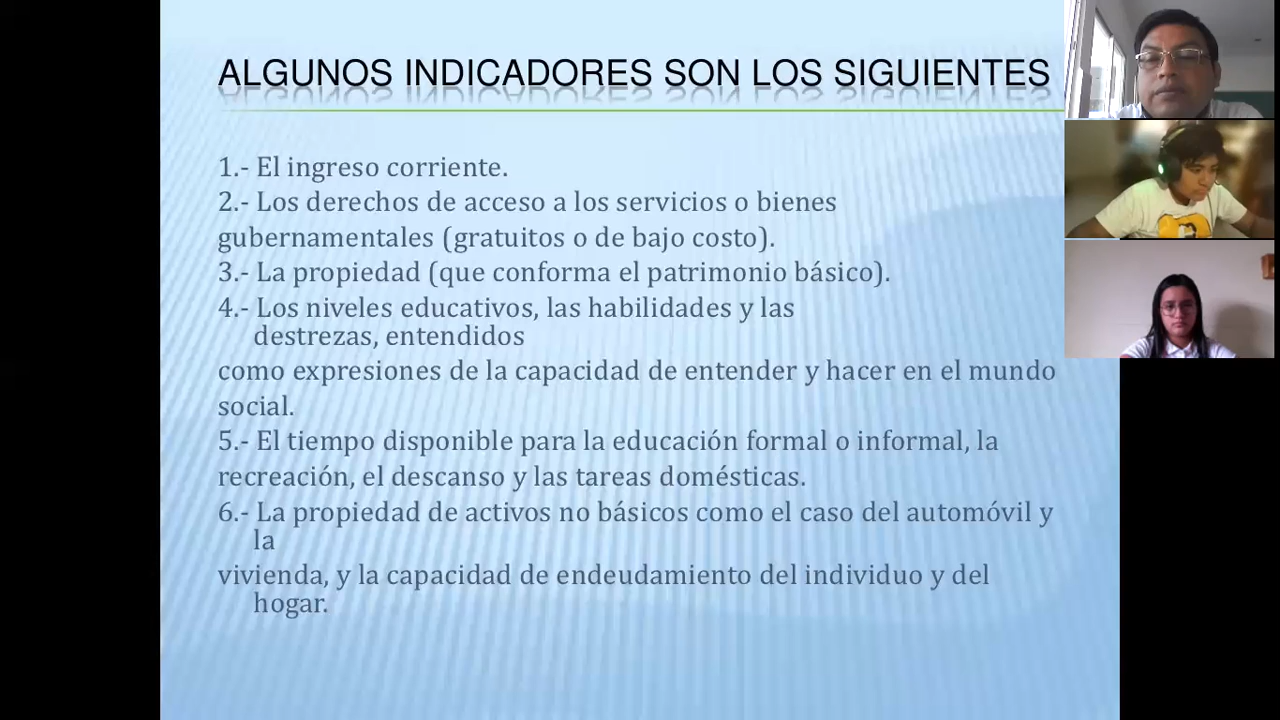 ALGUNOS INDICADORES SON LOS SIGUIENTES
1.- El ingreso corriente.
2.- Los derechos de acceso a los servicios o bienes
gubernamentales (gratuitos o de bajo costo).
3.- La propiedad (que conforma el patrimonio básico).
4.- Los niveles educativos, las habilidades y las
destrezas, entendidos
como expresiones de la capacidad de entender y hacer en el mundo
social.
5.- El tiempo disponible para la educación formal o informal, la
recreación, el descanso y las tareas domésticas.
6.- La propiedad de activos no básicos como el caso del automóvil y
la
vivienda, y la capacidad de endeudamiento del individuo y del
hogar.